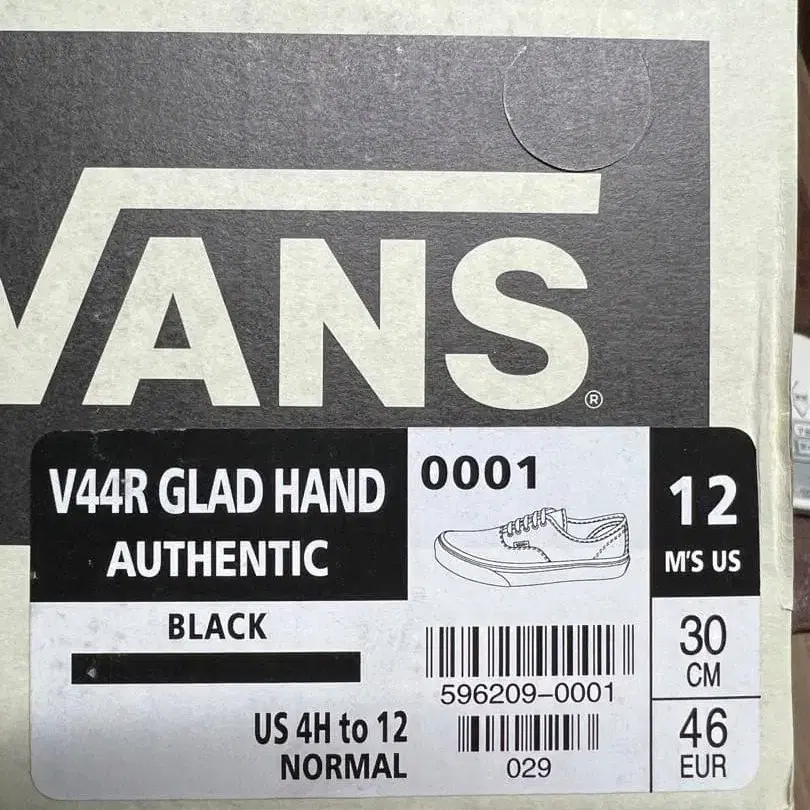 VANS®
V44R GLAD HAND
AUTHENTIC
BLACK
US 4H to 12
NORMAL
0001
596209-0001
029
12
M'S US
30
CM
46
EUR